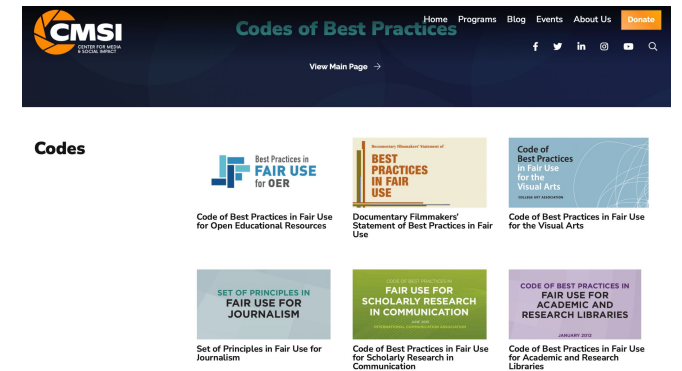 CMSI
CENTER FOR MEDIA
& SOCIAL IMPACT
Home Programs Blog Events About Us Donate
Codes of Best Practices
View Main Page →
Codes
Best Practices in
FAIR USE
for OER
Code of Best Practices in Fair Use
for Open Educational Resources
Documentary Filmmakers' Statement of
BEST
PRACTICES
IN FAIR
USE
Documentary Filmmakers'
Statement of Best Practices in Fair
Use
Code of
Best Practices
in Fair Use
for the
Visual Arts
COLLEGE ART ASSOCIATION
Code of Best Practices in Fair Use
for the Visual Arts
SET OF PRINCIPLES IN
FAIR USE FOR
JOURNALISM
Set of Principles in Fair Use for
Journalism
CODE OF BEST PRACTICES IN
FAIR USE FOR
SCHOLARLY RESEARCH
IN COMMUNICATION
JUNE 2010
INTERNATIONAL COMMUNICATION ASSOCIATION
Code of Best Practices in Fair Use
for Scholarly Research in
Communication
CODE OF BEST PRACTICES IN
FAIR USE FOR
ACADEMIC AND
RESEARCH LIBRARIES
JANUARY 2012
Code of Best Practices in Fair Use
for Academic and Research
Libraries